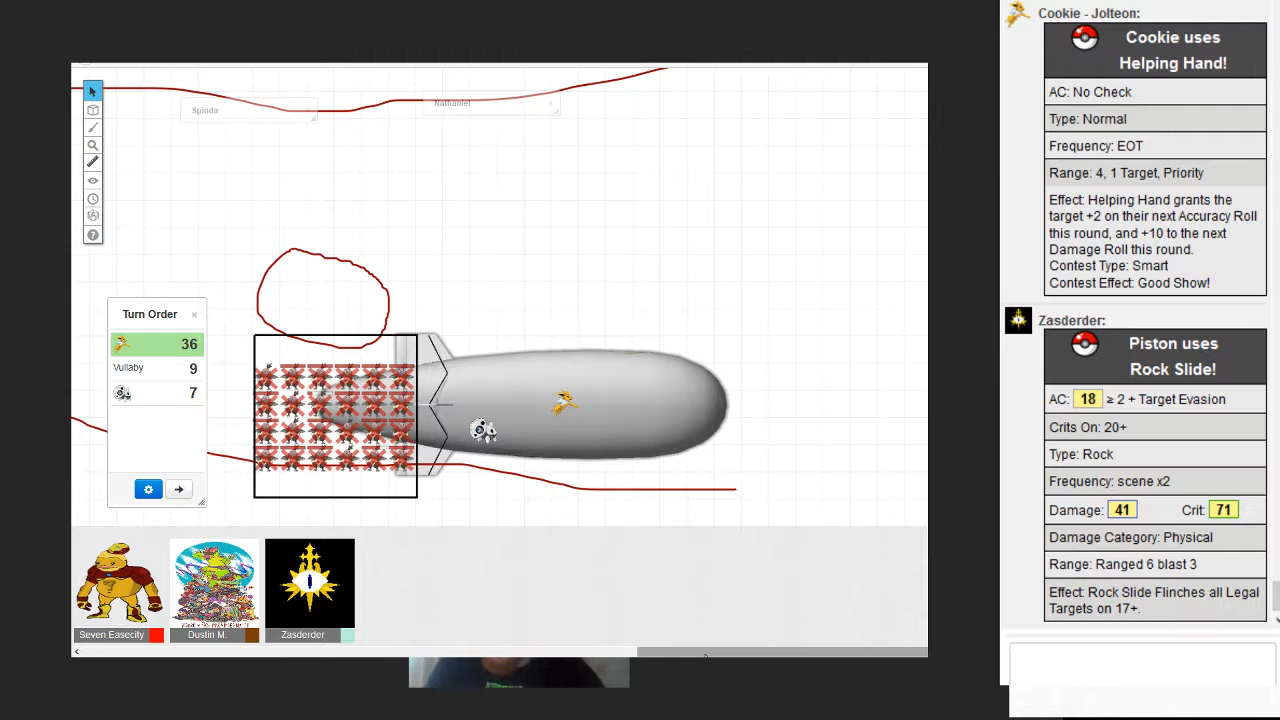 Spinda
Nathaniel
Turn Order
36
Vullaby 9
7
Seven Easecity
Dustin M.
Zasderder
Cookie - Jolteon:
Cookie uses
Helping Hand!
AC: No Check
Type: Normal
Frequency: EOT
Range: 4, 1 Target, Priority
Effect: Helping Hand grants the
target +2 on their next Accuracy Roll
this round, and +10 to the next
Damage Roll this round.
Contest Type: Smart
Contest Effect: Good Show!
Zasderder:
Piston uses
Rock Slide!
AC: 18 ≥ 2 + Target Evasion
Crits On: 20+
Type: Rock
Frequency: scene x2
Damage: 41 Crit: 71
Damage Category: Physical
Range: Ranged 6 blast 3
Effect: Rock Slide Flinches all Legal
Targets on 17+.